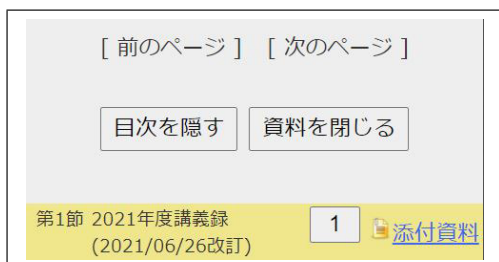 [ 前のページ ] [ 次のページ ]
目次を隠す 資料を閉じる
第1節 2021年度講義録 1 添付資料
(2021/06/26改訂)